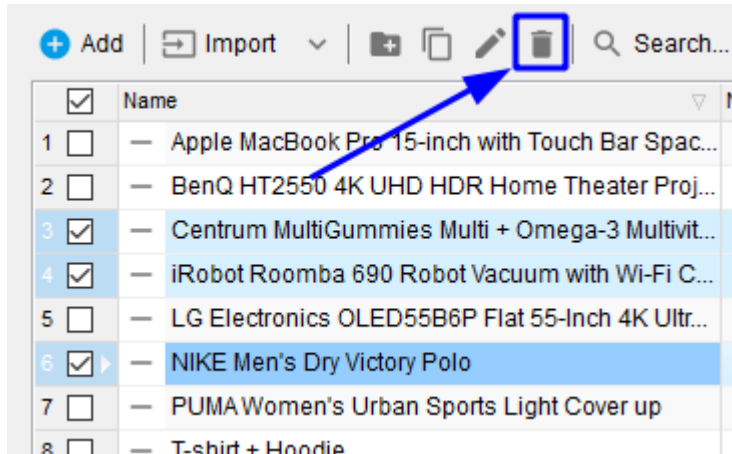 Add Import Search...
Name
1 Apple MacBook Pro 15-inch with Touch Bar Spac...
2 BenQ HT2550 4K UHD HDR Home Theater Proj...
3 Centrum MultiGummies Multi + Omega-3 Multivit...
4 iRobot Roomba 690 Robot Vacuum with Wi-Fi C...
5 LG Electronics OLED55B6P Flat 55-Inch 4K Ultr...
6 NIKE Men's Dry Victory Polo
7 PUMA Women's Urban Sports Light Cover up
8 T-shirt + Hoodie